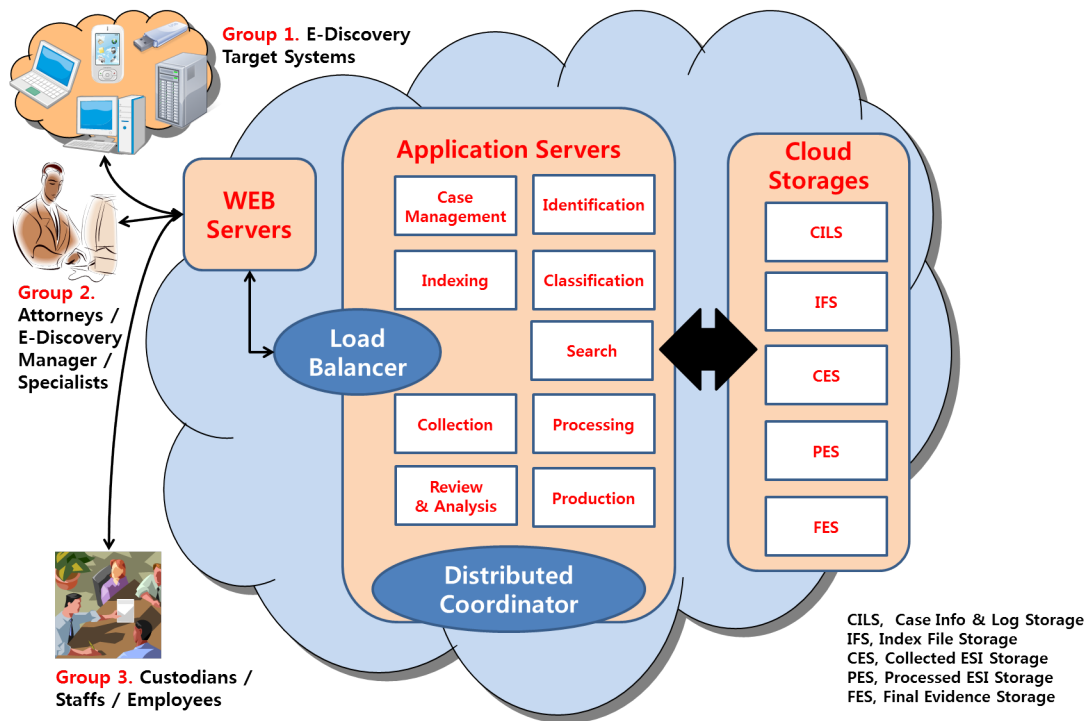 Group 1. E-Discovery
Target Systems
WEB
Servers
Group 2.
Attorneys /
E-Discovery
Manager /
Specialists
Load
Balancer
Application Servers
Case
Management
Identification
Indexing
Classification
Search
Collection
Processing
Review
& Analysis
Production
Distributed
Coordinator
Cloud
Storages
CILS
IFS
CES
PES
FES
Group 3. Custodians /
Staffs / Employees
CILS,  Case Info & Log Storage
IFS, Index File Storage
CES, Collected ESI Storage
PES, Processed ESI Storage
FES, Final Evidence Storage